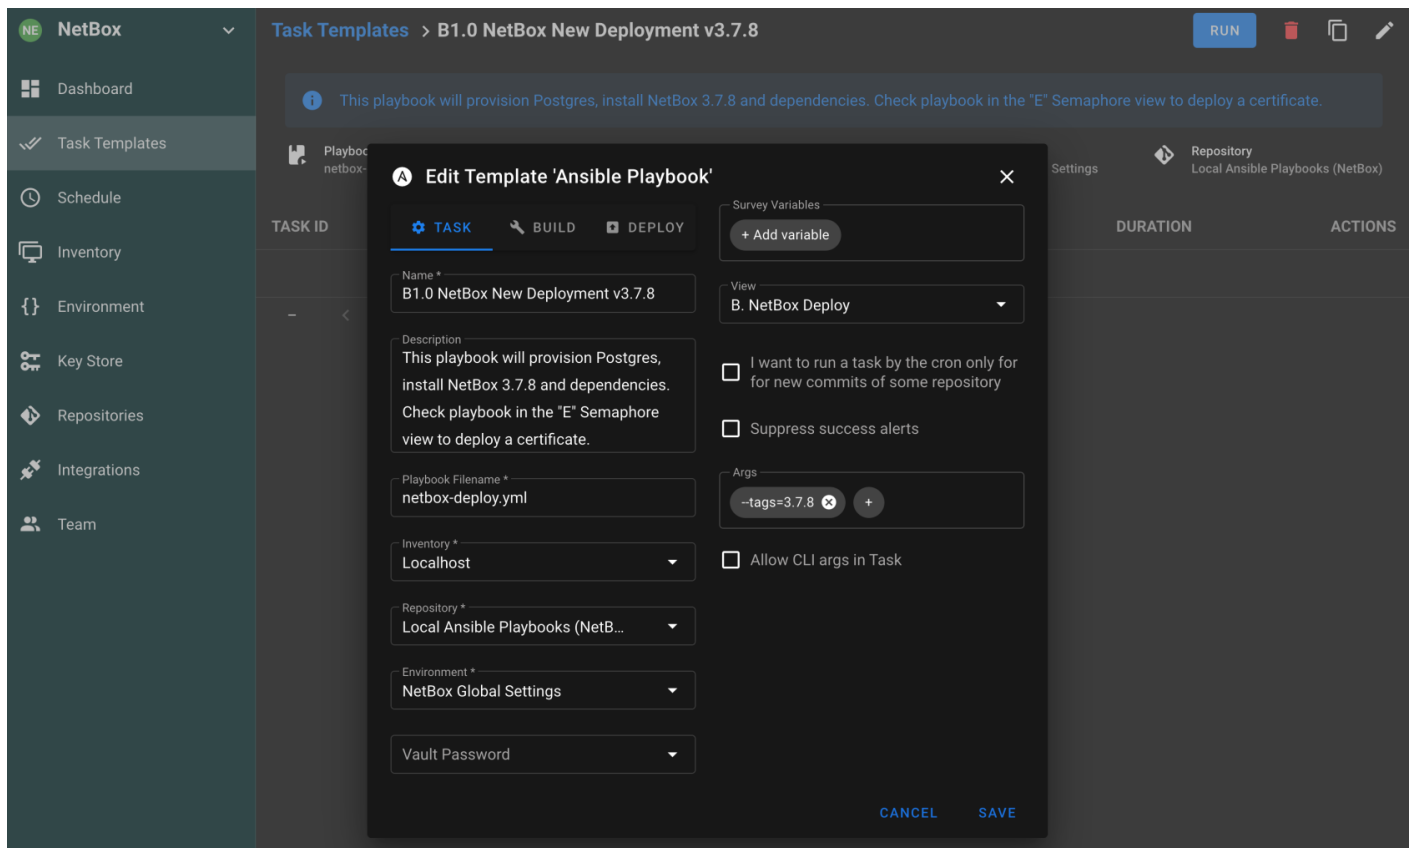 NE NetBox
Dashboard
Task Templates
Schedule
Inventory
Environment
Key Store
Repositories
Integrations
Team
Task Templates > B1.0 NetBox New Deployment v3.7.8
RUN
This playbook will provision Postgres, install NetBox 3.7.8 and dependencies. Check playbook in the "E" Semaphore view to deploy a certificate.
Playboo
netbox-
Settings
Repository
Local Ansible Playbooks (NetBox)
TASK ID
DURATION
ACTIONS
Edit Template 'Ansible Playbook'
TASK
BUILD
DEPLOY
Name *
B1.0 NetBox New Deployment v3.7.8
Description
This playbook will provision Postgres,
install NetBox 3.7.8 and dependencies.
Check playbook in the "E" Semaphore
view to deploy a certificate.
Playbook Filename *
netbox-deploy.yml
Inventory *
Localhost
Repository *
Local Ansible Playbooks (NetB...
Environment *
NetBox Global Settings
Vault Password
Survey Variables
+ Add variable
View
B. NetBox Deploy
I want to run a task by the cron only for
for new commits of some repository
Suppress success alerts
Args
--tags=3.7.8
+
Allow CLI args in Task
CANCEL
SAVE